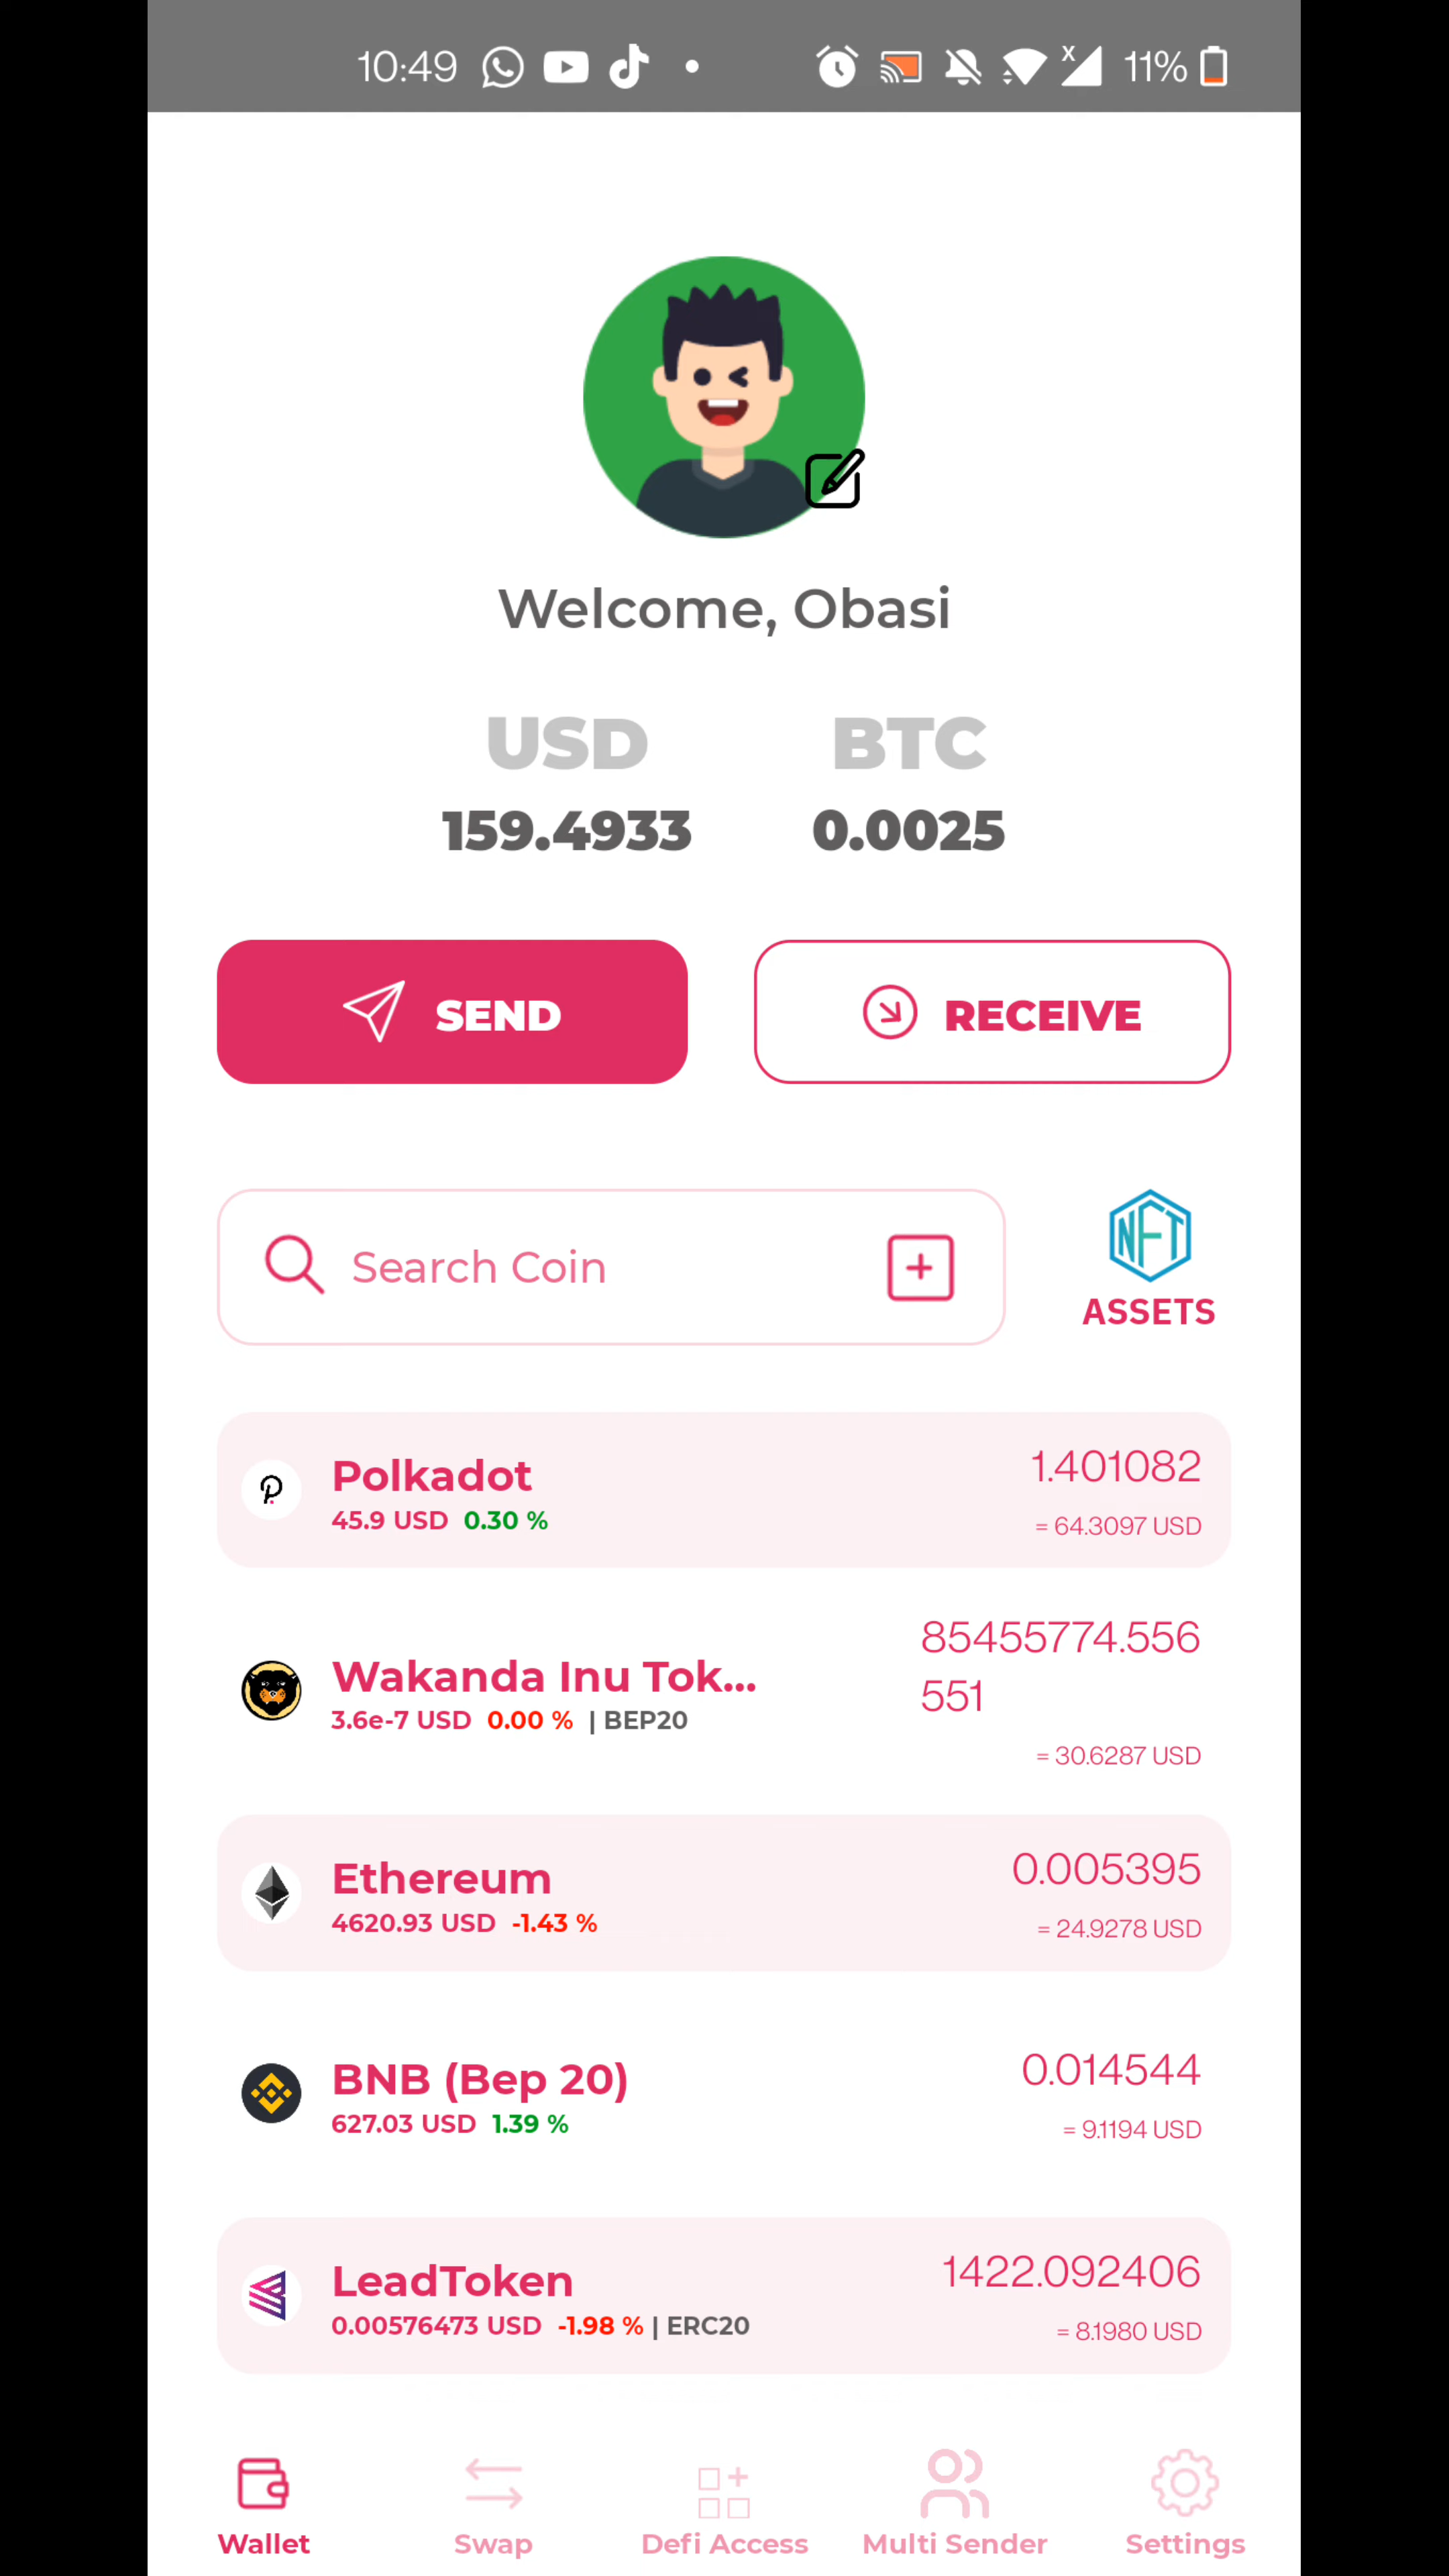 10:49 11%
Welcome, Obasi
USD BTC
159.4933 0.0025
SEND RECEIVE
Search Coin
NFT
ASSETS
Polkadot 1.401082
45.9 USD 0.30 % = 64.3097 USD
85455774.556
Wakanda Inu Tok... 551
3.6e-7 USD 0.00 % | BEP20
= 30.6287 USD
Ethereum 0.005395
4620.93 USD -1.43 % = 24.9278 USD
BNB (Bep 20) 0.014544
627.03 USD 1.39 % = 9.1194 USD
LeadToken 1422.092406
0.00576473 USD -1.98 % | ERC20 = 8.1980 USD
Wallet Swap Defi Access Multi Sender Settings